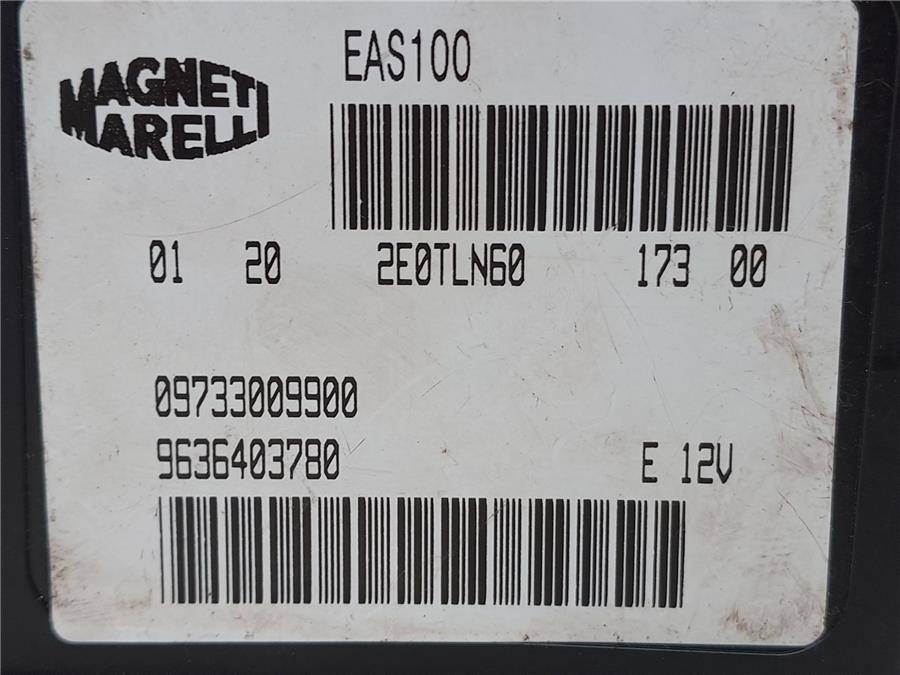 MAGNETI
MARELLI
EAS100
01 20 2E0TLN60 173 00
09733009900
9636403780 E 12V